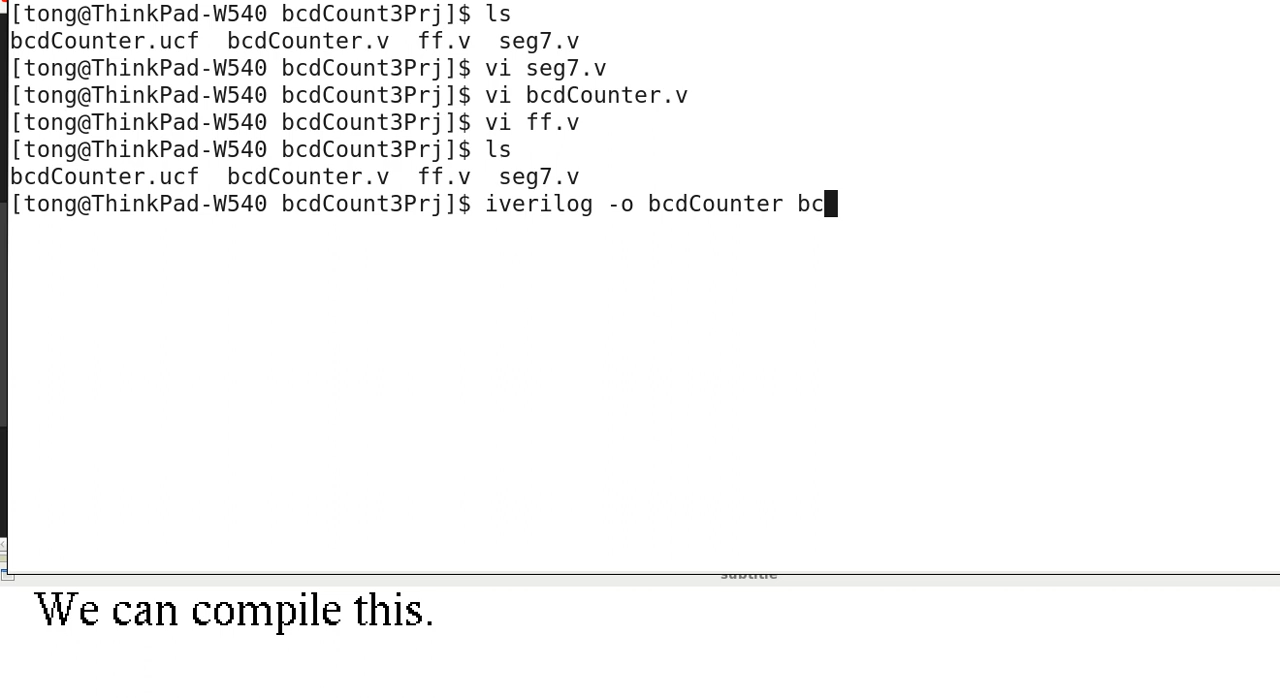 [tong@ThinkPad-W540 bcdCount3Prj]$ ls
bcdCounter.ucf  bcdCounter.v  ff.v  seg7.v
[tong@ThinkPad-W540 bcdCount3Prj]$ vi seg7.v
[tong@ThinkPad-W540 bcdCount3Prj]$ vi bcdCounter.v
[tong@ThinkPad-W540 bcdCount3Prj]$ vi ff.v
[tong@ThinkPad-W540 bcdCount3Prj]$ ls
bcdCounter.ucf  bcdCounter.v  ff.v  seg7.v
[tong@ThinkPad-W540 bcdCount3Prj]$ iverilog -o bcdCounter bc
subtitle
We can compile this.